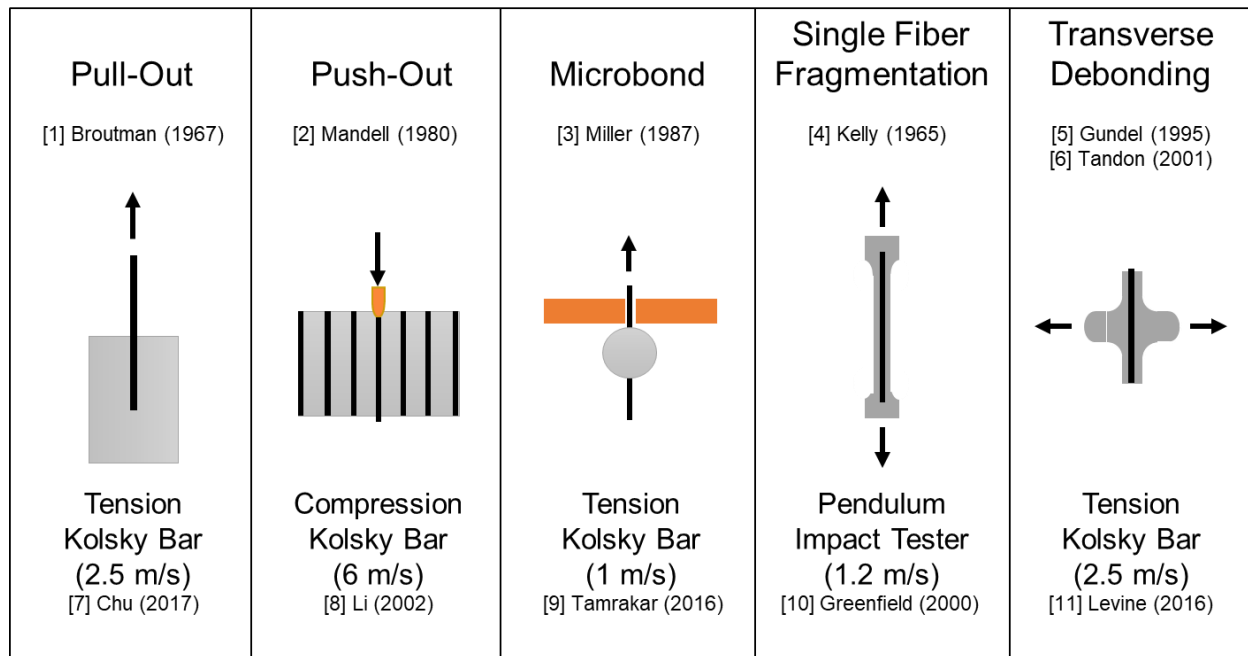 Pull-Out
[1] Broutman (1967)
Tension
Kolsky Bar
(2.5 m/s)
[7] Chu (2017)
Push-Out
[2] Mandell (1980)
Compression
Kolsky Bar
(6 m/s)
[8] Li (2002)
Microbond
[3] Miller (1987)
Tension
Kolsky Bar
(1 m/s)
[9] Tamrakar (2016)
Single Fiber
Fragmentation
[4] Kelly (1965)
Pendulum
Impact Tester
(1.2 m/s)
[10] Greenfield (2000)
Transverse
Debonding
[5] Gundel (1995)
[6] Tandon (2001)
Tension
Kolsky Bar
(2.5 m/s)
[11] Levine (2016)